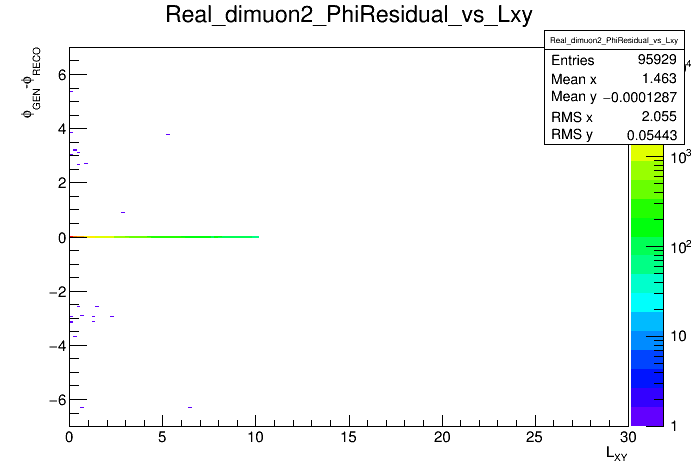 Real_dimuon2_PhiResidual_vs_Lxy
Real_dimuon2_PhiResidual_vs_Lxy
Entries 95929
Mean x 1.463
Mean y −0.0001287
RMS x 2.055
RMS y 0.05443
ϕGEN-ϕRECO
6
4
2
0
−2
−4
−6
0 5 10 15 20 25 30
LXY
4
10³
10²
10
1